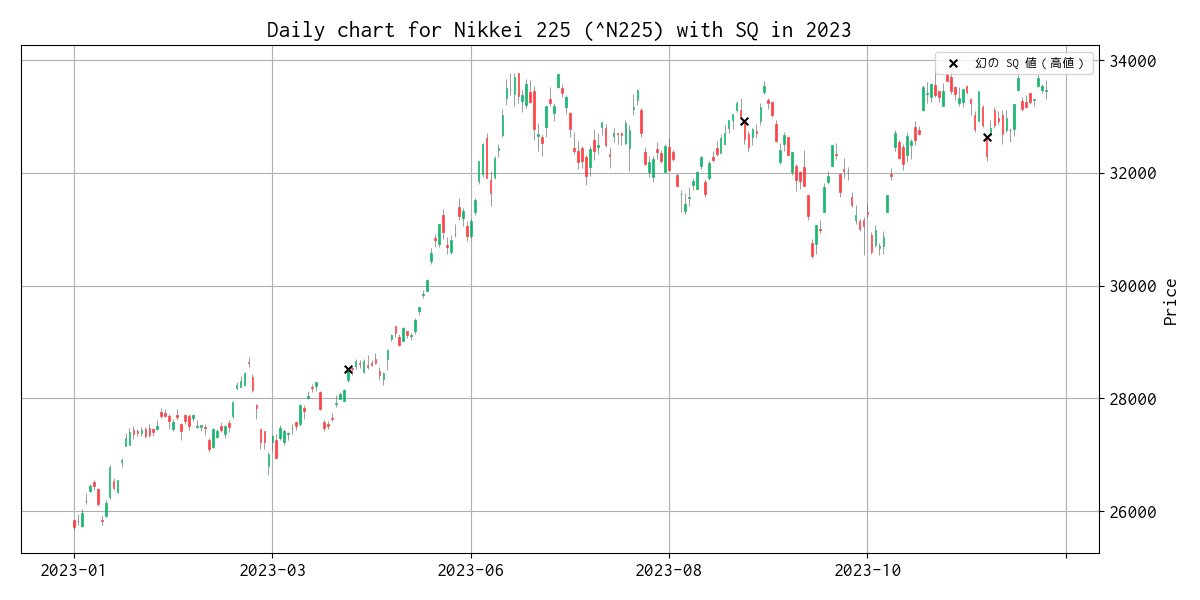 Daily chart for Nikkei 225 (^N225) with SQ in 2023
幻の SQ 値 ( 高値 )
34000
32000
30000
28000
26000
Price
2023-01 2023-03 2023-06 2023-08 2023-10